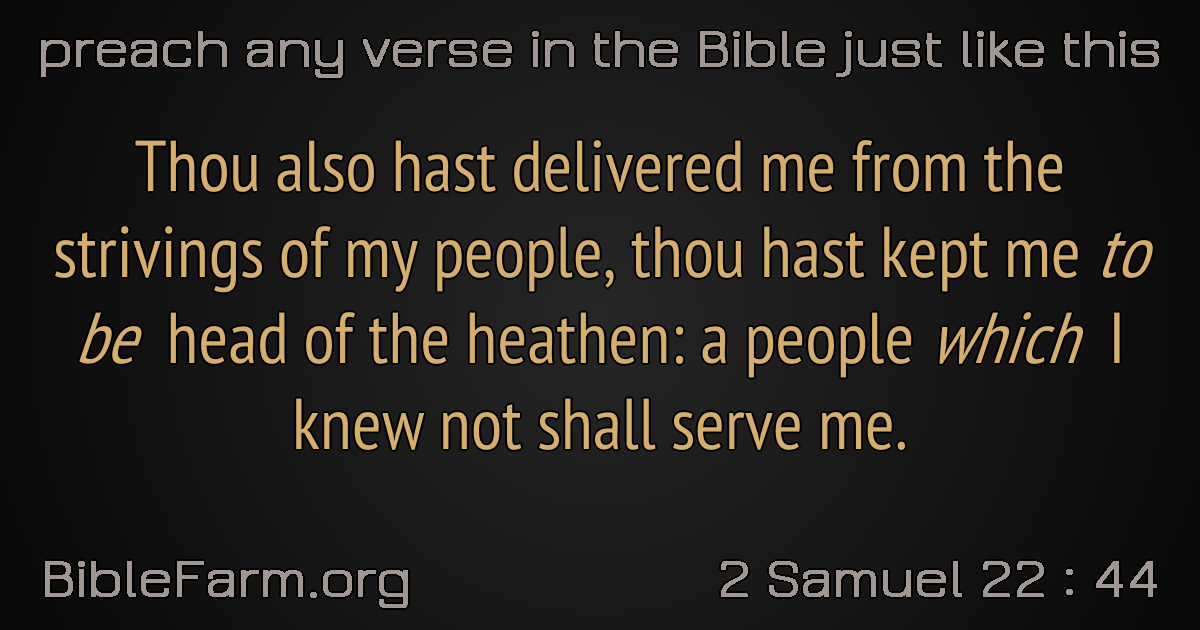 preach any verse in the Bible just like this
Thou also hast delivered me from the
strivings of my people, thou hast kept me to
be head of the heathen: a people which I
knew not shall serve me.
BibleFarm.org
2 Samuel 22 : 44